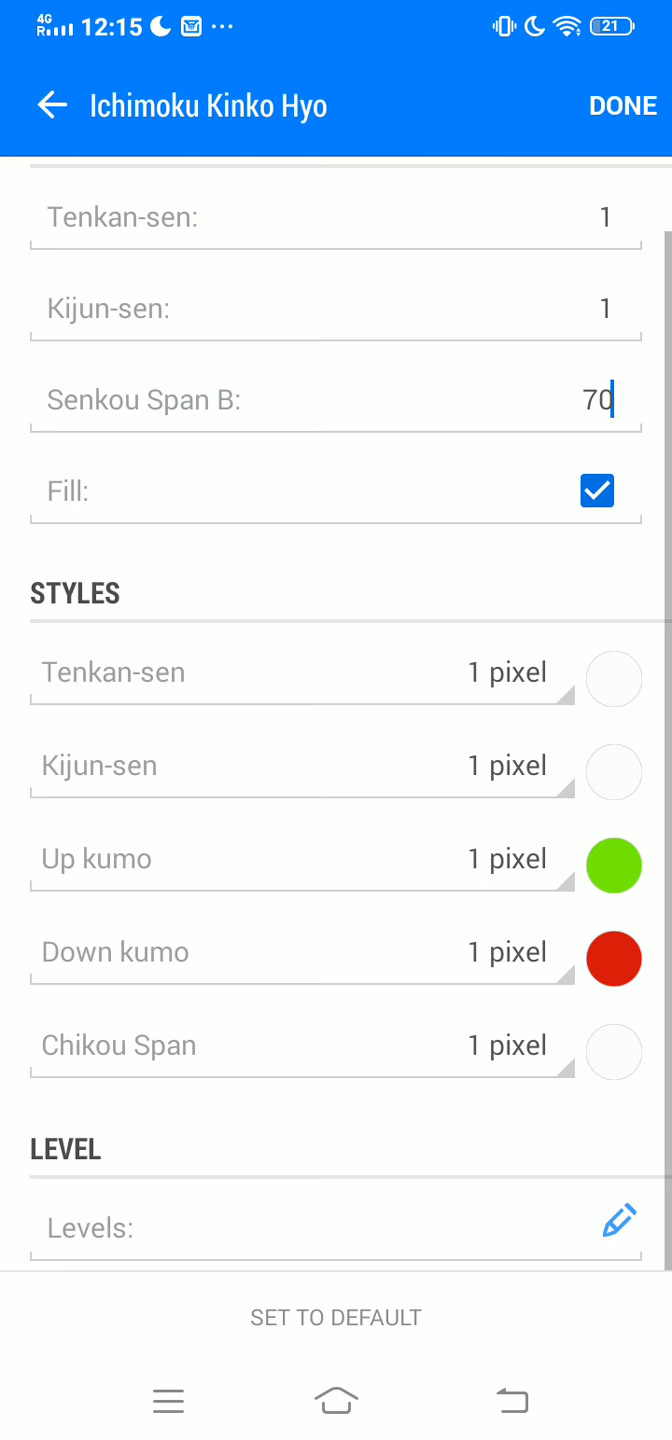 4G
R 12:15 ... 21
Ichimoku Kinko Hyo DONE
Tenkan-sen: 1
Kijun-sen: 1
Senkou Span B: 70
Fill:
STYLES
Tenkan-sen 1 pixel
Kijun-sen 1 pixel
Up kumo 1 pixel
Down kumo 1 pixel
Chikou Span 1 pixel
LEVEL
Levels:
SET TO DEFAULT